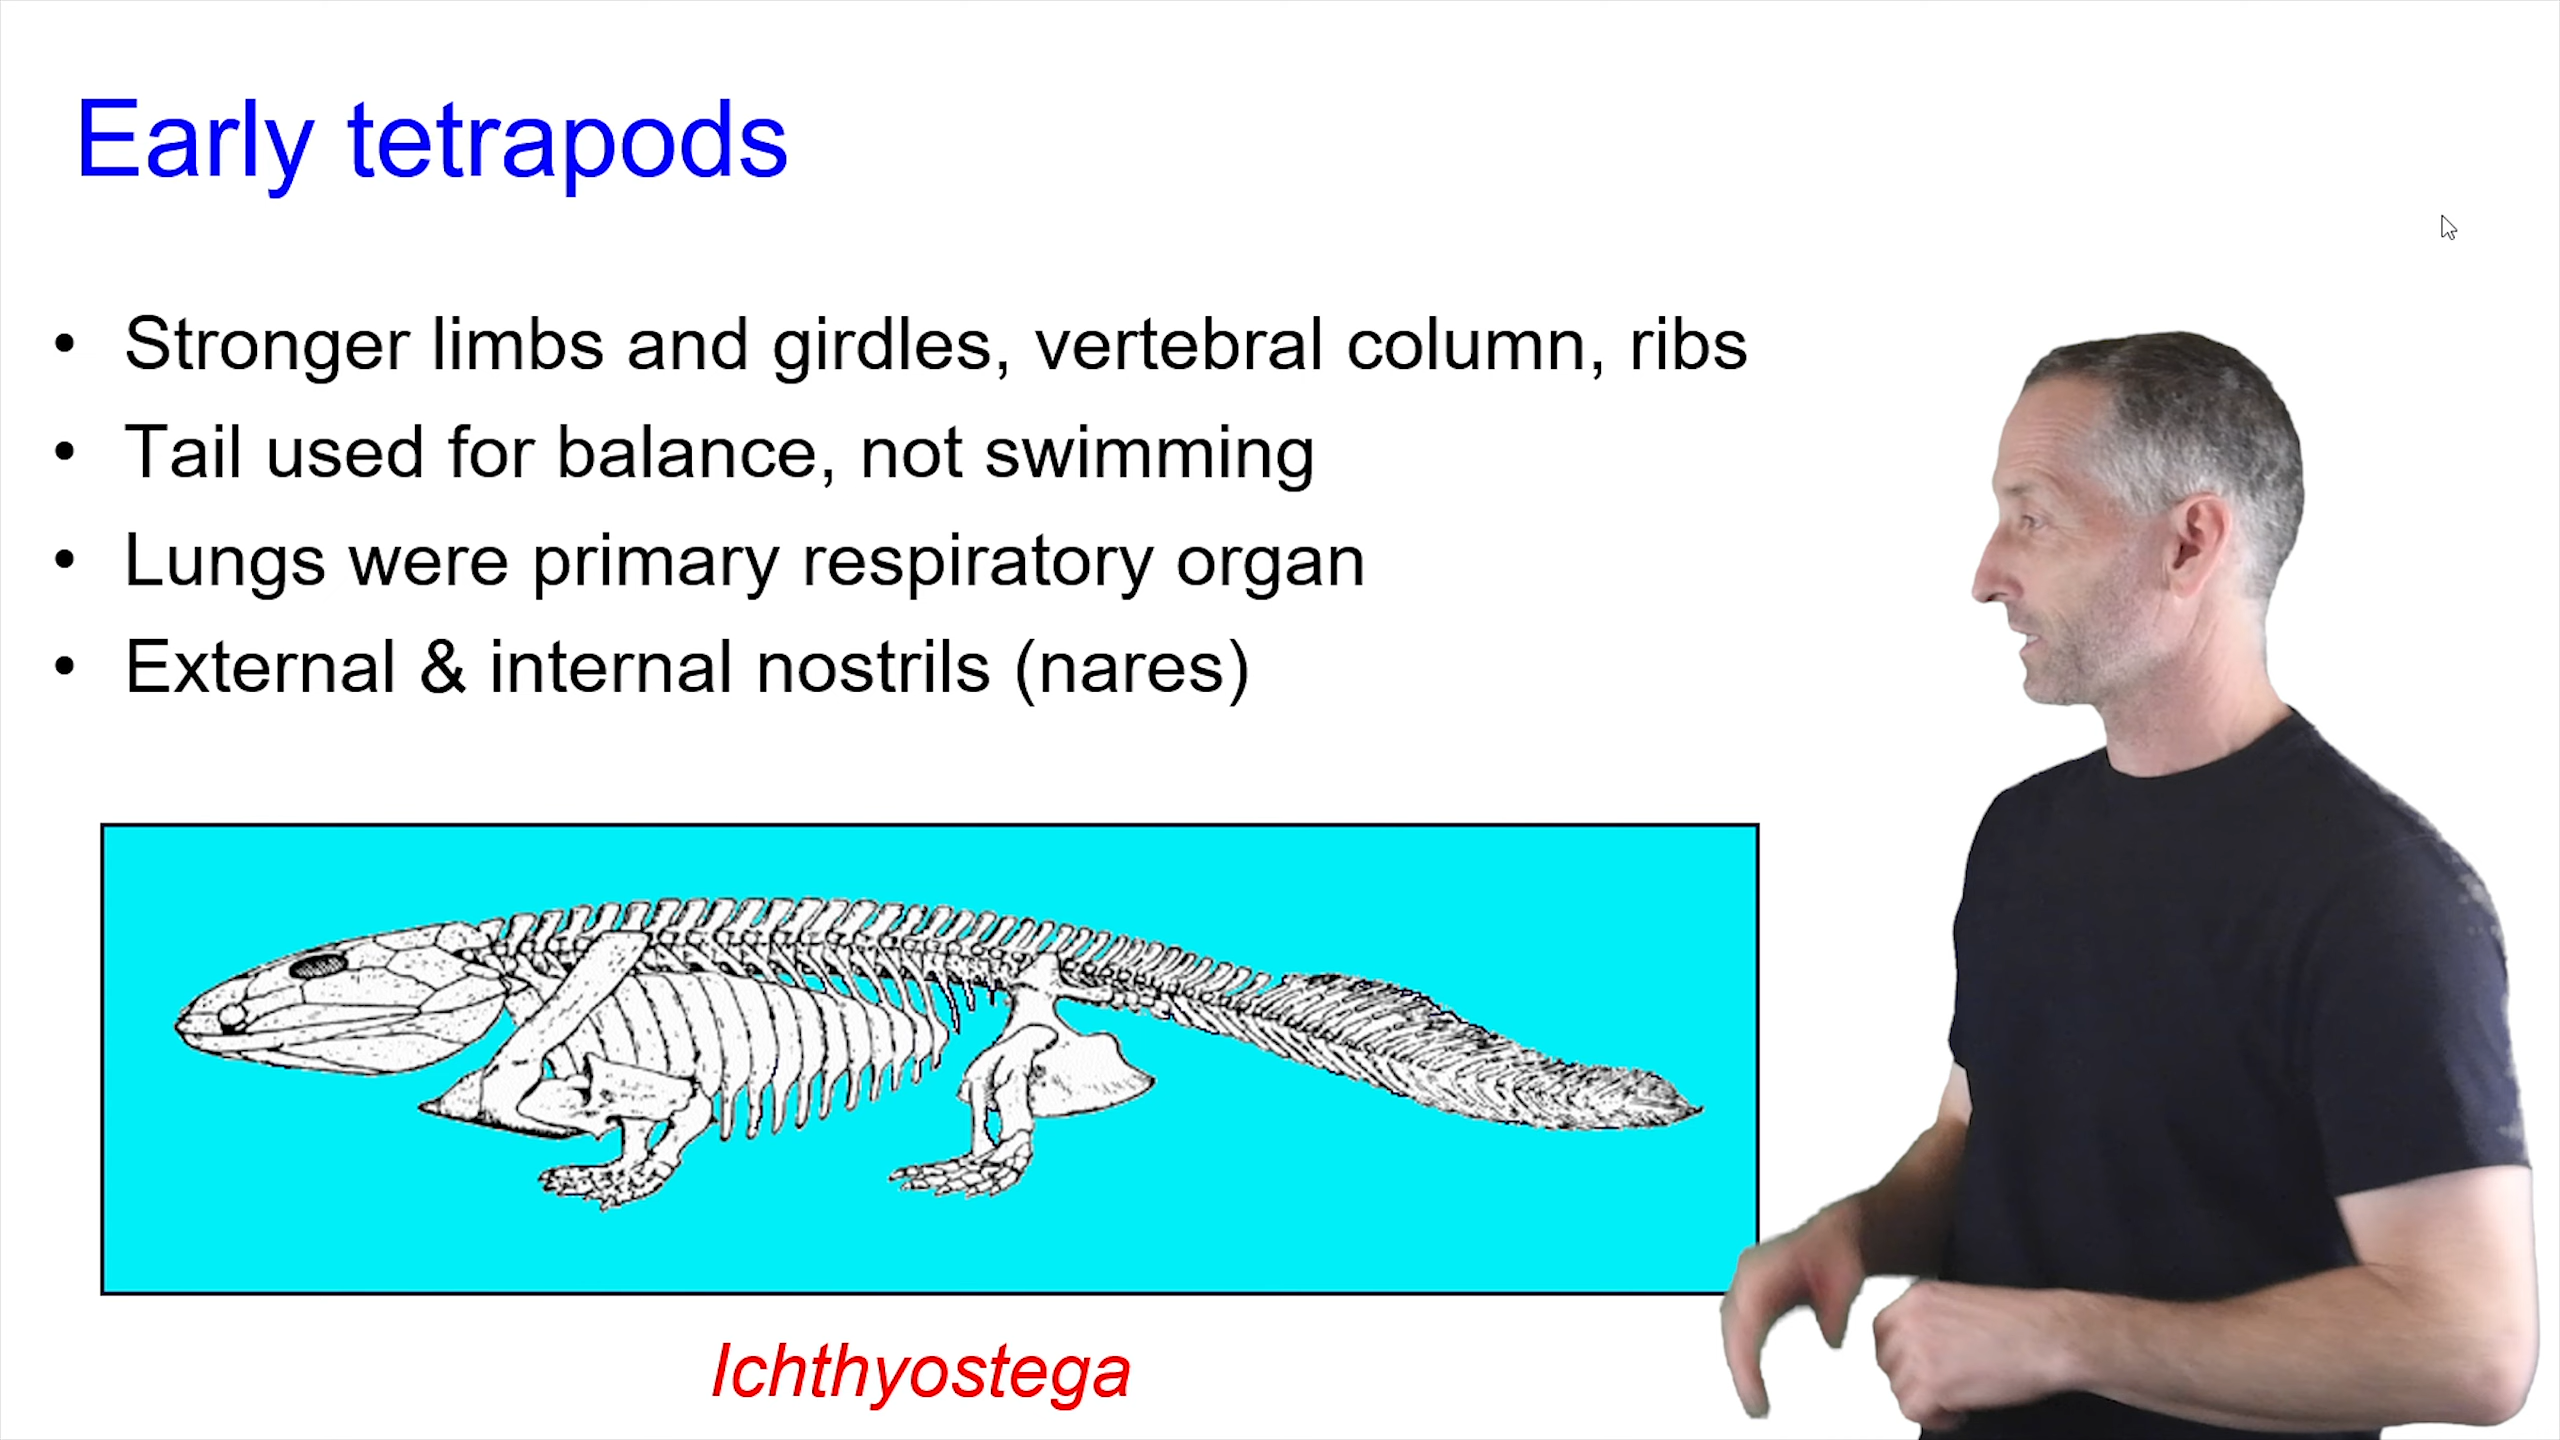 Early tetrapods
• Stronger limbs and girdles, vertebral column, ribs
• Tail used for balance, not swimming
• Lungs were primary respiratory organ
• External & internal nostrils (nares)
Ichthyostega